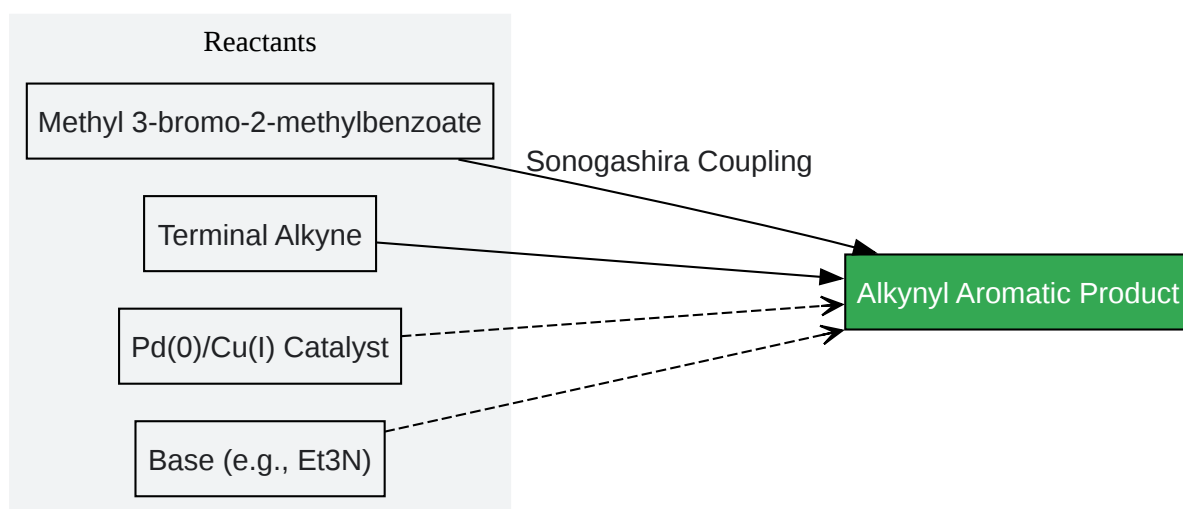 Reactants
Methyl 3-bromo-2-methylbenzoate
Sonogashira Coupling
Terminal Alkyne
Alkynyl Aromatic Product
Pd(0)/Cu(I) Catalyst
Base (e.g., Et3N)